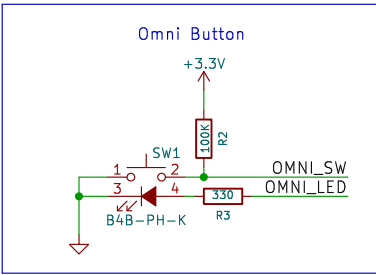 Omni Button
+3.3V
100K
R2
SW1
1 2
OMNI_SW
3 4
330
OMNI_LED
B4B-PH-K
R3